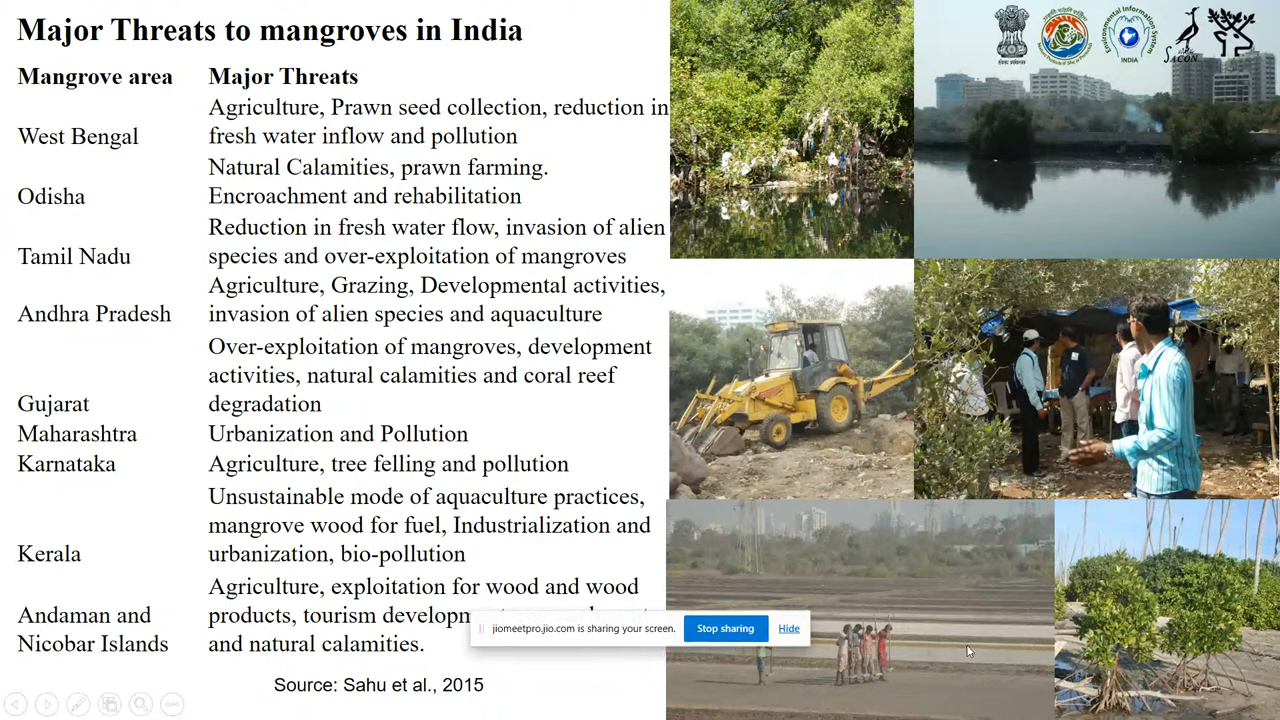 Major Threats to mangroves in India
Mangrove area Major Threats
Agriculture, Prawn seed collection, reduction in
West Bengal fresh water inflow and pollution
Natural Calamities, prawn farming.
Odisha Encroachment and rehabilitation
Reduction in fresh water flow, invasion of alien
Tamil Nadu species and over-exploitation of mangroves
Agriculture, Grazing, Developmental activities,
Andhra Pradesh invasion of alien species and aquaculture
Over-exploitation of mangroves, development
activities, natural calamities and coral reef
Gujarat degradation
Maharashtra Urbanization and Pollution
Karnataka Agriculture, tree felling and pollution
Unsustainable mode of aquaculture practices,
mangrove wood for fuel, Industrialization and
Kerala urbanization, bio-pollution
Agriculture, exploitation for wood and wood
Andaman and products, tourism
Nicobar Islands and natural calamities.
Source: Sahu et al., 2015
jiomeetpro.jio.com is sharing your screen. Stop sharing Hide
Environmental Information System
INDIA
SACON